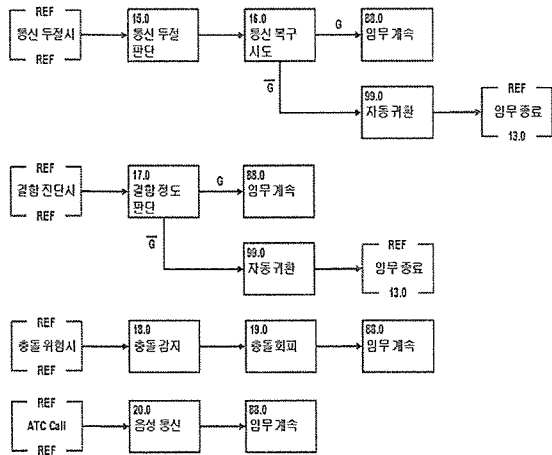 REF
통신 두절시
REF
15.0
통신 두절
판단
16.0
통신 복구
시도
G
88.0
임무 계속
G
99.0
자동 귀환
REF
임무 종료
13.0
REF
결함 진단시
REF
17.0
결함 정도
판단
G
88.0
임무 계속
G
99.0
자동 귀환
REF
임무 종료
13.0
REF
충돌 위험시
REF
18.0
충돌 감지
19.0
충돌 회피
88.0
임무 계속
REF
ATC Call
REF
20.0
음성 통신
88.0
임무 계속